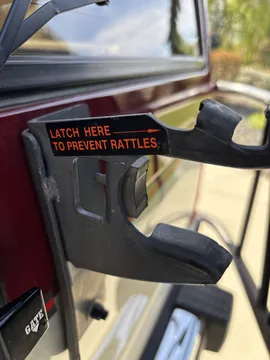 LATCH HERE
TO PREVENT RATTLES
GATE